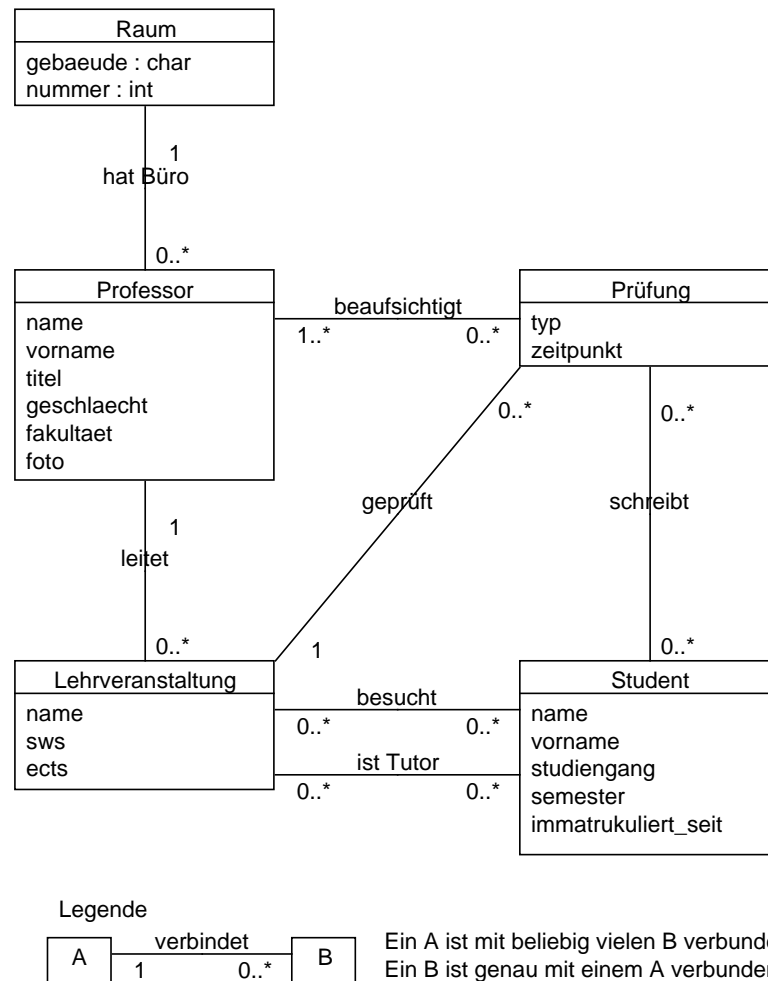 Raum
gebaeude : char
nummer : int
1
hat Büro
0..*
Professor
name
vorname
titel
geschlaecht
fakultaet
foto
beaufsichtigt
1..*
0..*
Prüfung
typ
zeitpunkt
0..*
0..*
geprüft
schreibt
1
leitet
0..*
1
0..*
Lehrveranstaltung
name
sws
ects
besucht
0..*
0..*
ist Tutor
0..*
0..*
Student
name
vorname
studiengang
semester
immatrukuliert_seit
Legende
A
verbindet
1
0..*
B
Ein A ist mit beliebig vielen B
Ein B ist genau mit einem A